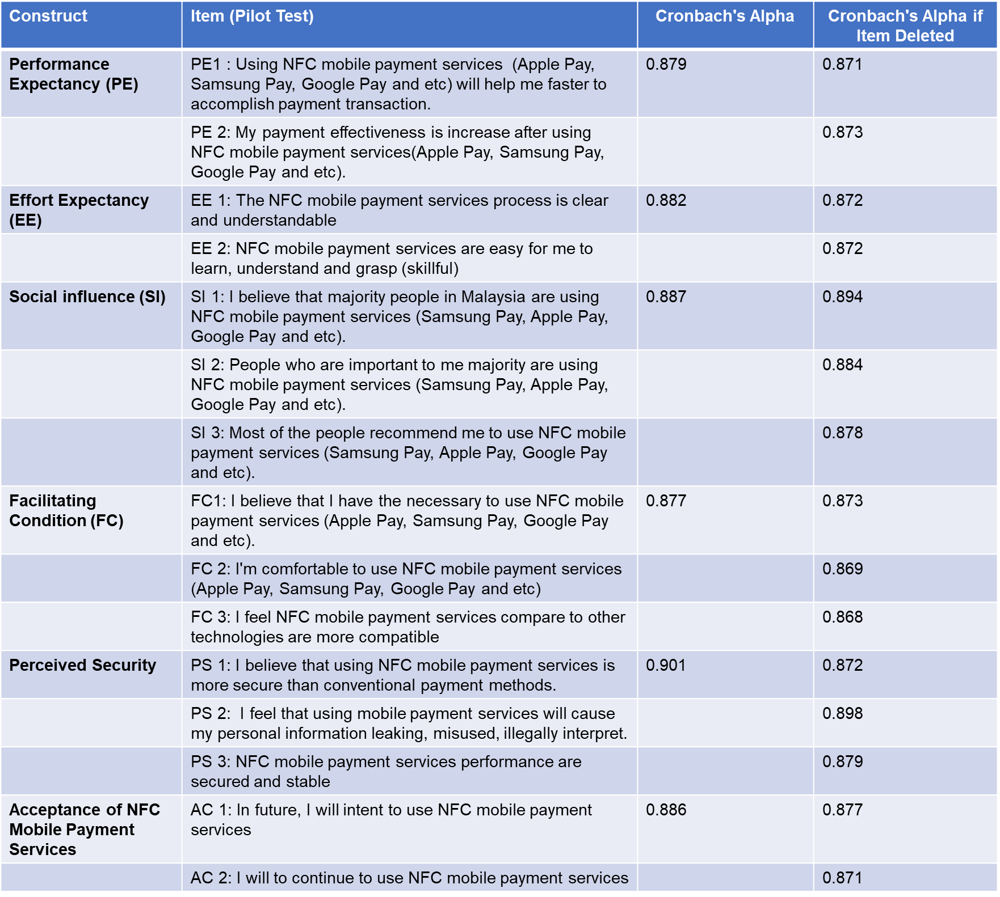 Construct
Item (Pilot Test)
Cronbach's Alpha
Cronbach's Alpha if
Item Deleted
Performance
Expectancy (PE)
PE1 : Using NFC mobile payment services  (Apple Pay,
Samsung Pay, Google Pay and etc) will help me faster to
accomplish payment transaction.
0.879
0.871
PE 2: My payment effectiveness is increase after using
NFC mobile payment services(Apple Pay, Samsung Pay,
Google Pay and etc).
0.873
Effort Expectancy
(EE)
EE 1: The NFC mobile payment services process is clear
and understandable
0.882
0.872
EE 2: NFC mobile payment services are easy for me to
learn, understand and grasp (skillful)
0.872
Social influence (SI)
SI 1: I believe that majority people in Malaysia are using
NFC mobile payment services (Samsung Pay, Apple Pay,
Google Pay and etc).
0.887
0.894
SI 2: People who are important to me majority are using
NFC mobile payment services (Samsung Pay, Apple Pay,
Google Pay and etc).
0.884
SI 3: Most of the people recommend me to use NFC mobile
payment services (Samsung Pay, Apple Pay, Google Pay
and etc).
0.878
Facilitating
Condition (FC)
FC1: I believe that I have the necessary to use NFC mobile
payment services (Apple Pay, Samsung Pay, Google Pay
and etc).
0.877
0.873
FC 2: I'm comfortable to use NFC mobile payment services
(Apple Pay, Samsung Pay, Google Pay and etc)
0.869
FC 3: I feel NFC mobile payment services compare to other
technologies are more compatible
0.868
Perceived Security
PS 1: I believe that using NFC mobile payment services is
more secure than conventional payment methods.
0.901
0.872
PS 2:  I feel that using mobile payment services will cause
my personal information leaking, misused, illegally interpret.
0.898
PS 3: NFC mobile payment services performance are
secured and stable
0.879
Acceptance of NFC
Mobile Payment
Services
AC 1: In future, I will intent to use NFC mobile payment
services
0.886
0.877
AC 2: I will to continue to use NFC mobile payment services
0.871